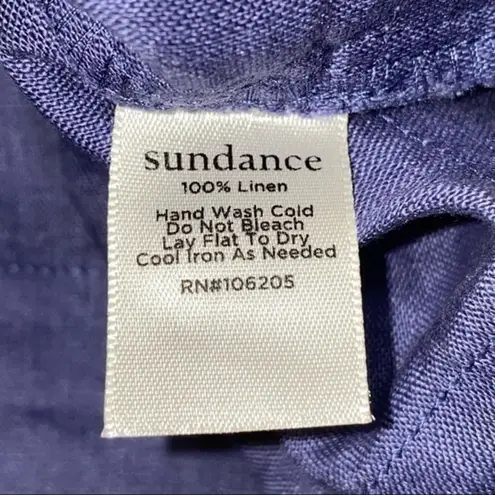 sundance
100% Linen
Hand Wash Cold
Do Not Bleach
Lay Flat To Dry
Cool Iron As Needed
RN#106205